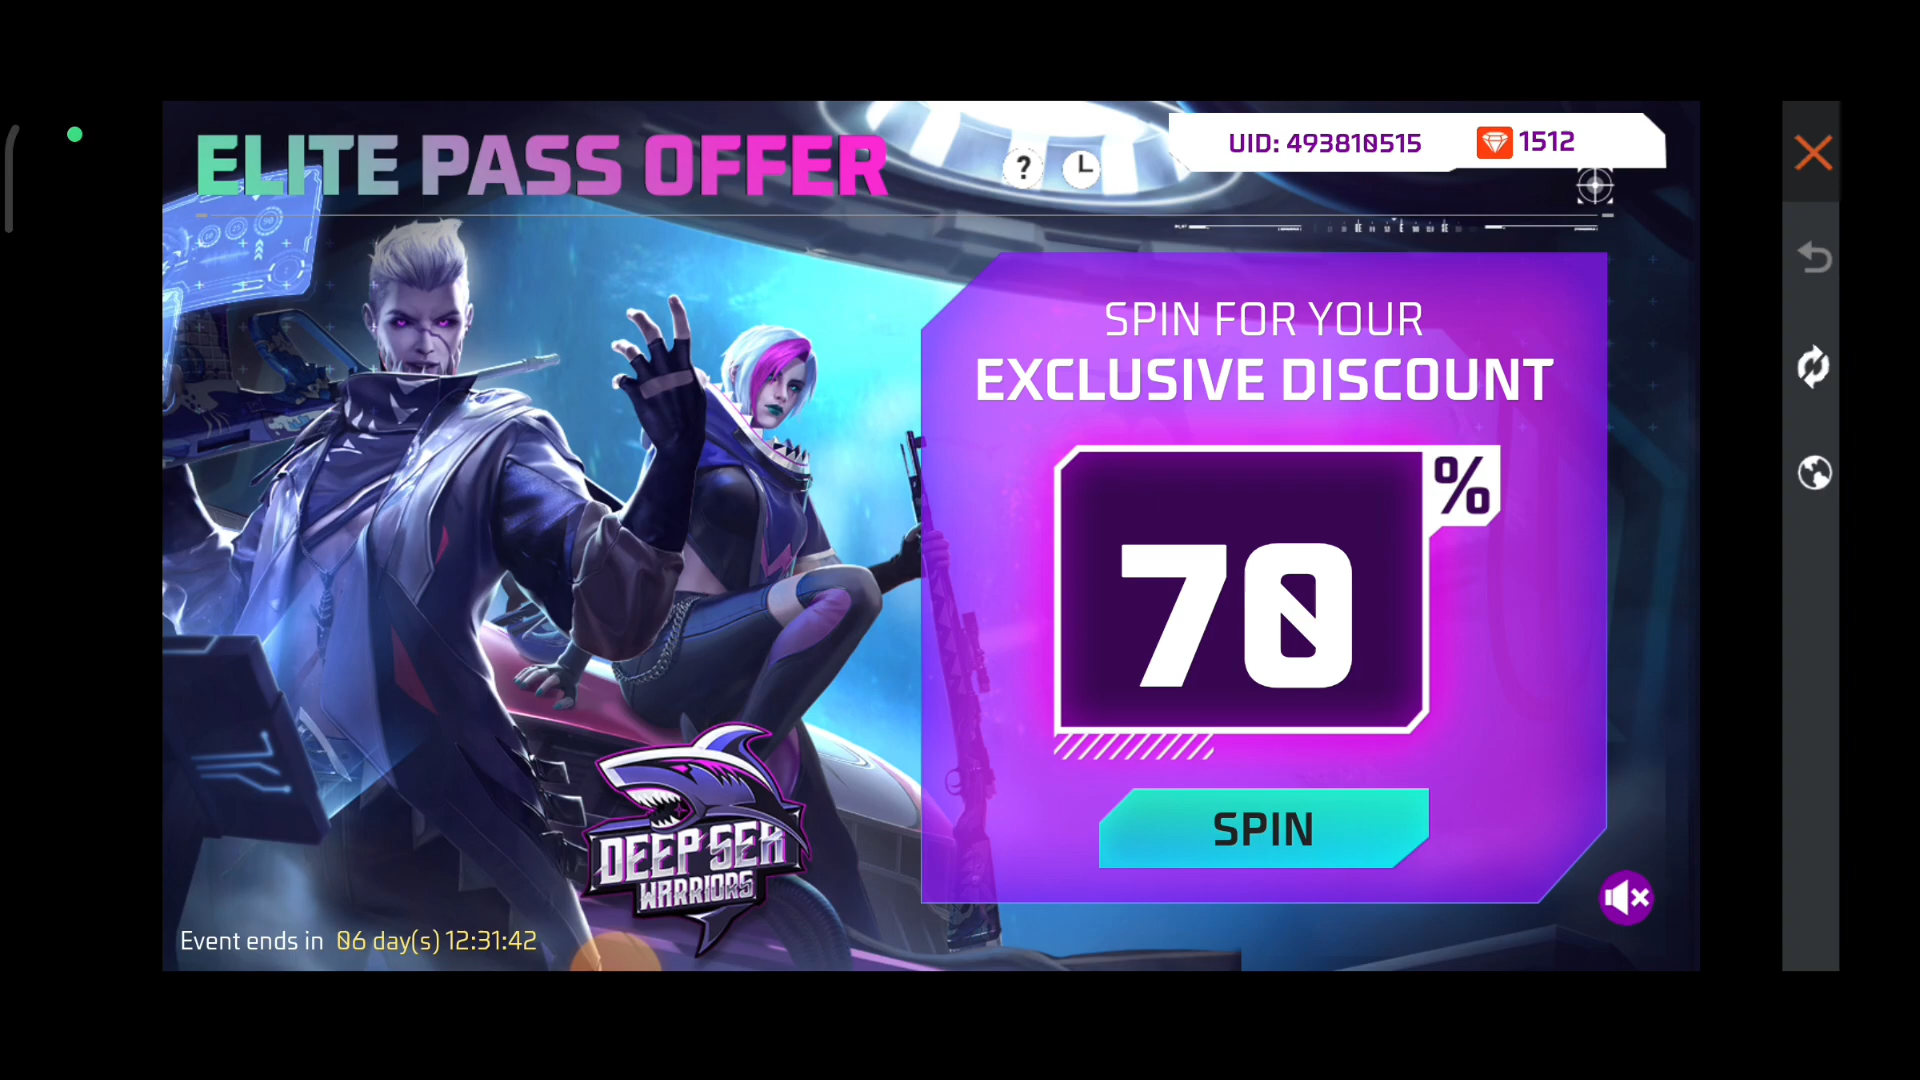 ELITE PASS OFFER
?
UID: 493810515
1512
SPIN FOR YOUR
EXCLUSIVE DISCOUNT
70
%
SPIN
DEEP SEA
WARRIORS
Event ends in 06 day(s) 12:31:42